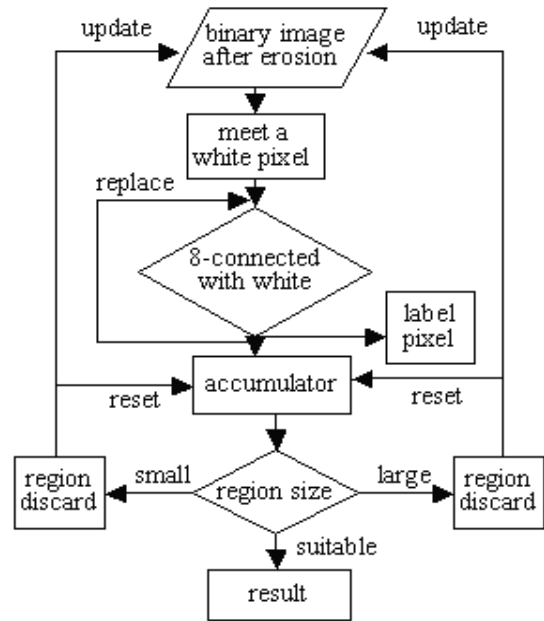 update
binary image
after erosion
update
meet a
white pixel
replace
8-connected
with white
label
pixel
accumulator
reset
reset
region
discard
small
region size
large
region
discard
suitable
result